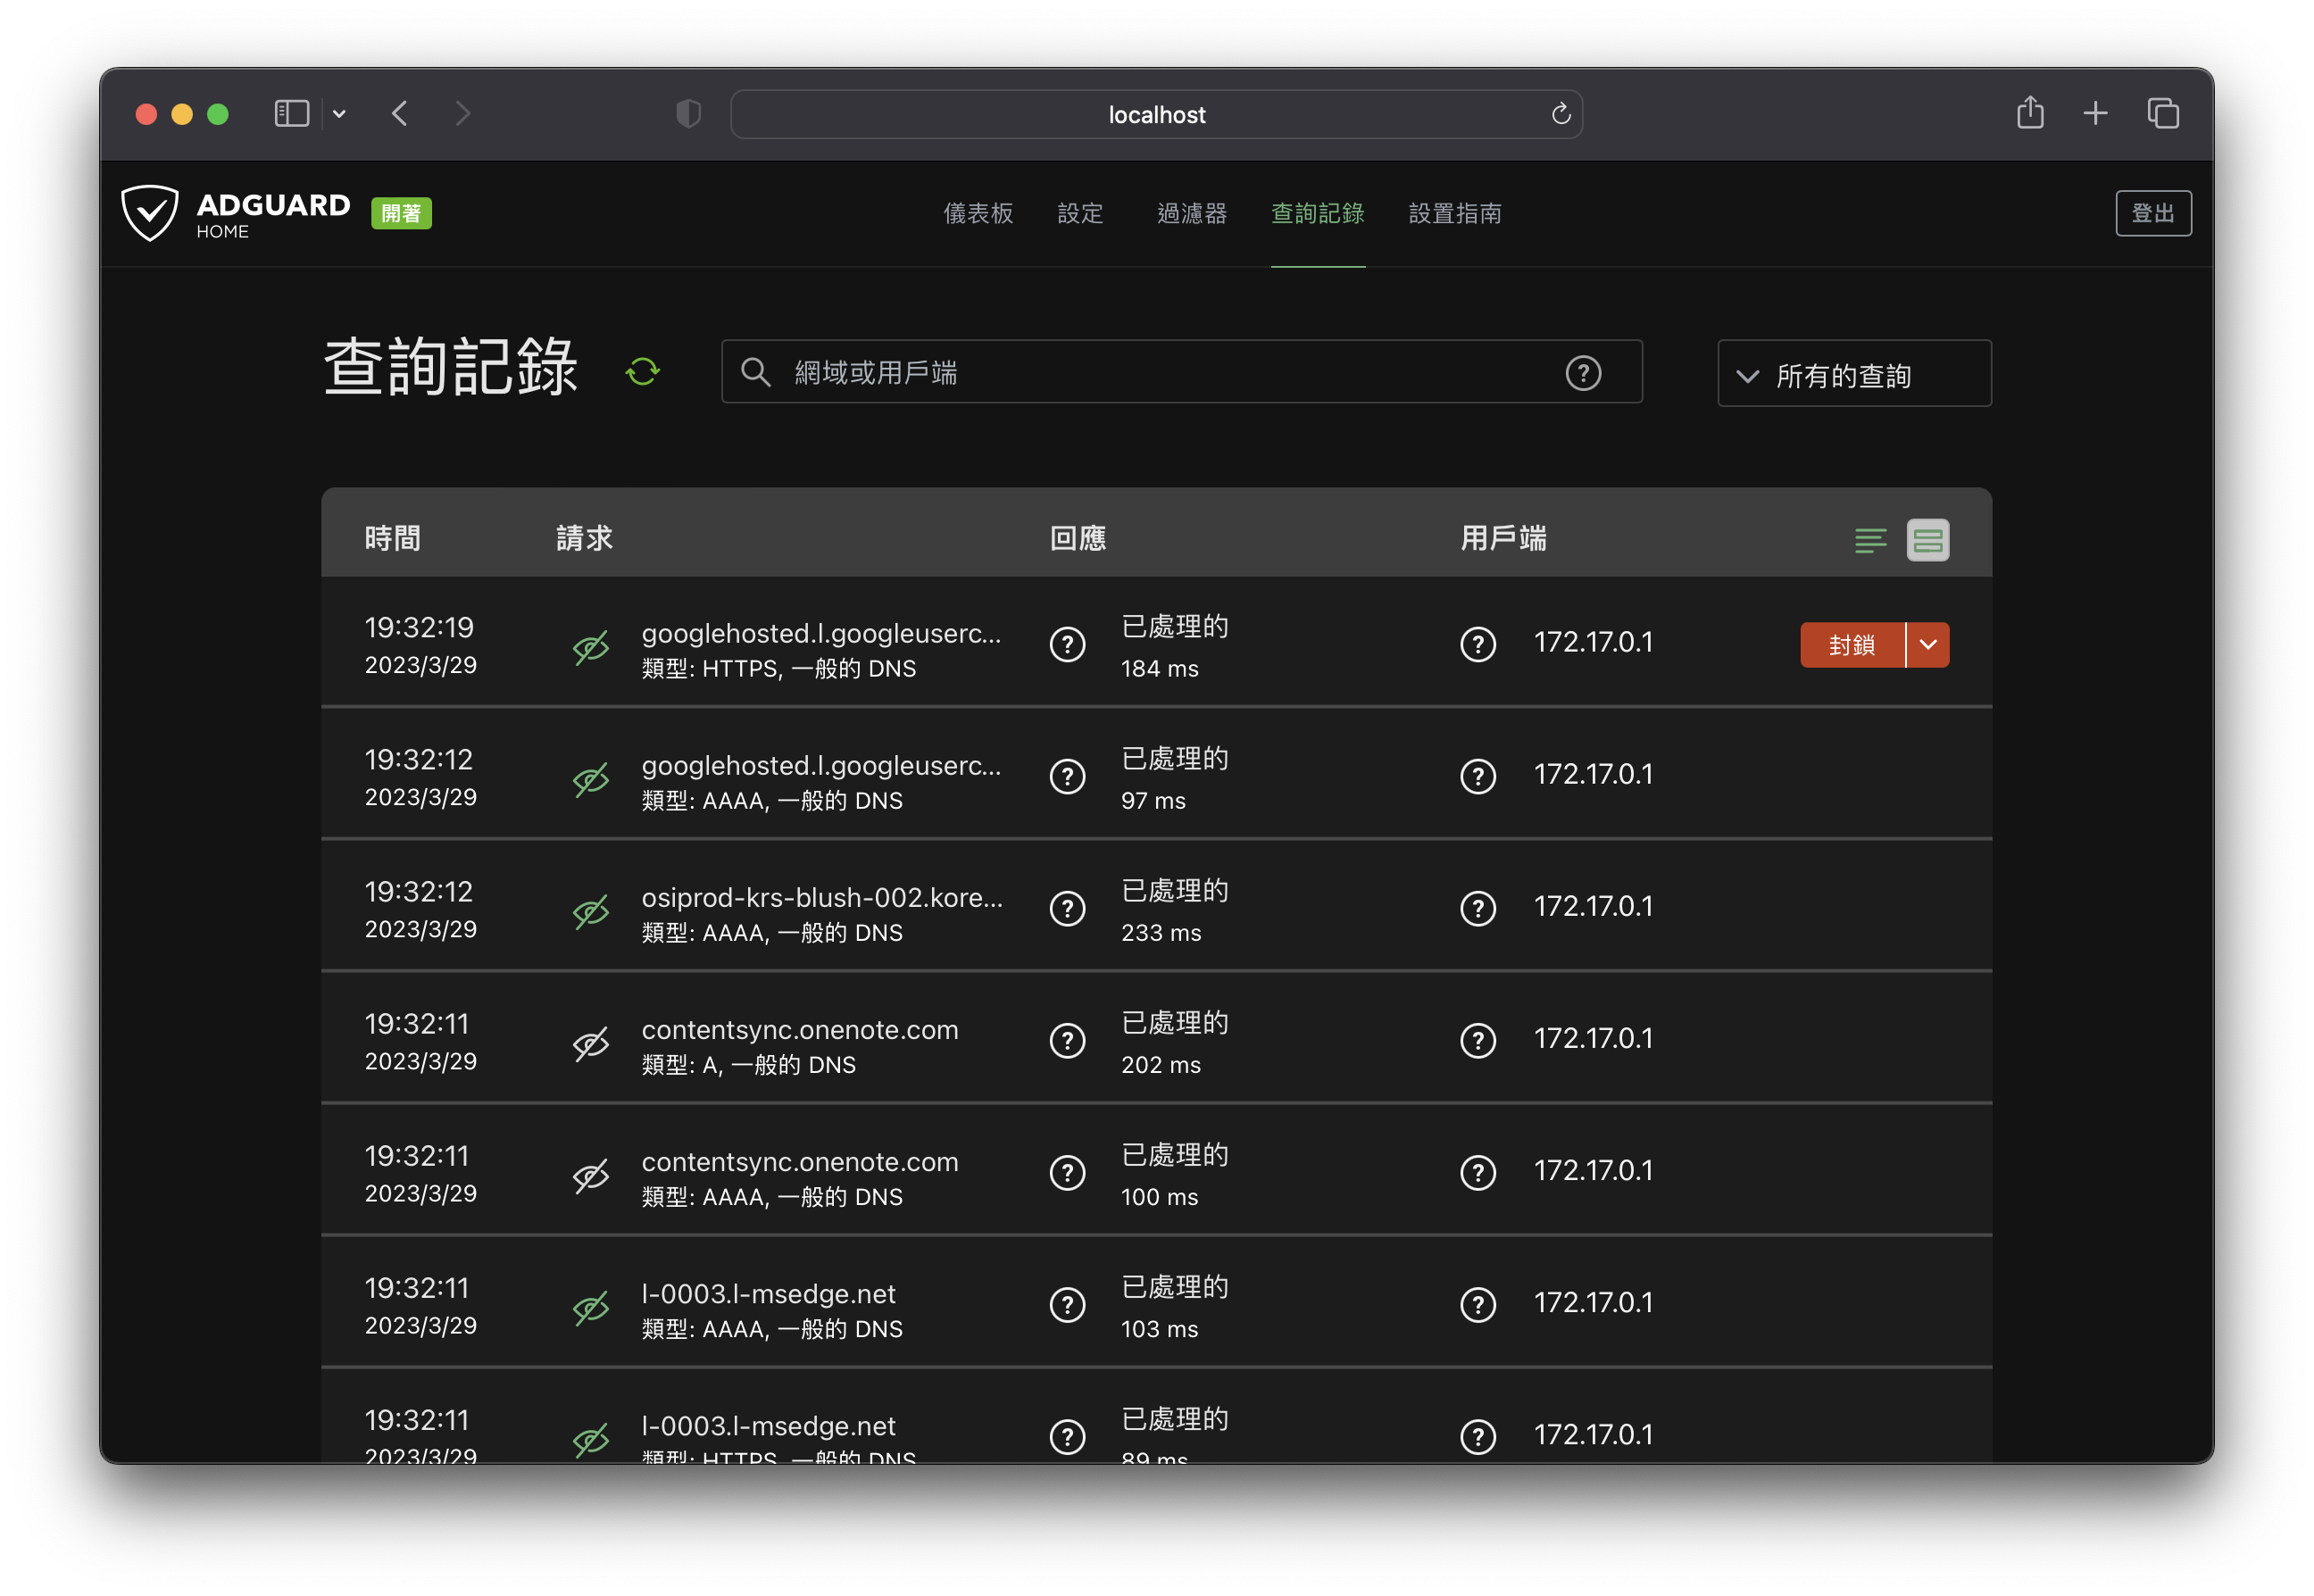 localhost
ADGUARD
HOME
開著
儀表板 設定 過濾器 查詢記錄 設置指南
登出
查詢記錄
網域或用戶端
所有的查詢
時間 請求 回應 用戶端
19:32:19 googlehosted.l.googleuserc... 已處理的 172.17.0.1 封鎖
2023/3/29 類型: HTTPS, 一般的 DNS 184 ms
19:32:12 googlehosted.l.googleuserc... 已處理的 172.17.0.1
2023/3/29 類型: AAAA, 一般的 DNS 97 ms
19:32:12 osiprod-krs-blush-002.kore... 已處理的 172.17.0.1
2023/3/29 類型: AAAA, 一般的 DNS 233 ms
19:32:11 contentsync.onenote.com 已處理的 172.17.0.1
2023/3/29 類型: A, 一般的 DNS 202 ms
19:32:11 contentsync.onenote.com 已處理的 172.17.0.1
2023/3/29 類型: AAAA, 一般的 DNS 100 ms
19:32:11 l-0003.l-msedge.net 已處理的 172.17.0.1
2023/3/29 類型: AAAA, 一般的 DNS 103 ms
19:32:11 l-0003.l-msedge.net 已處理的 172.17.0.1
2023/3/29 類型: HTTPS, 一般的 DNS 89 ms